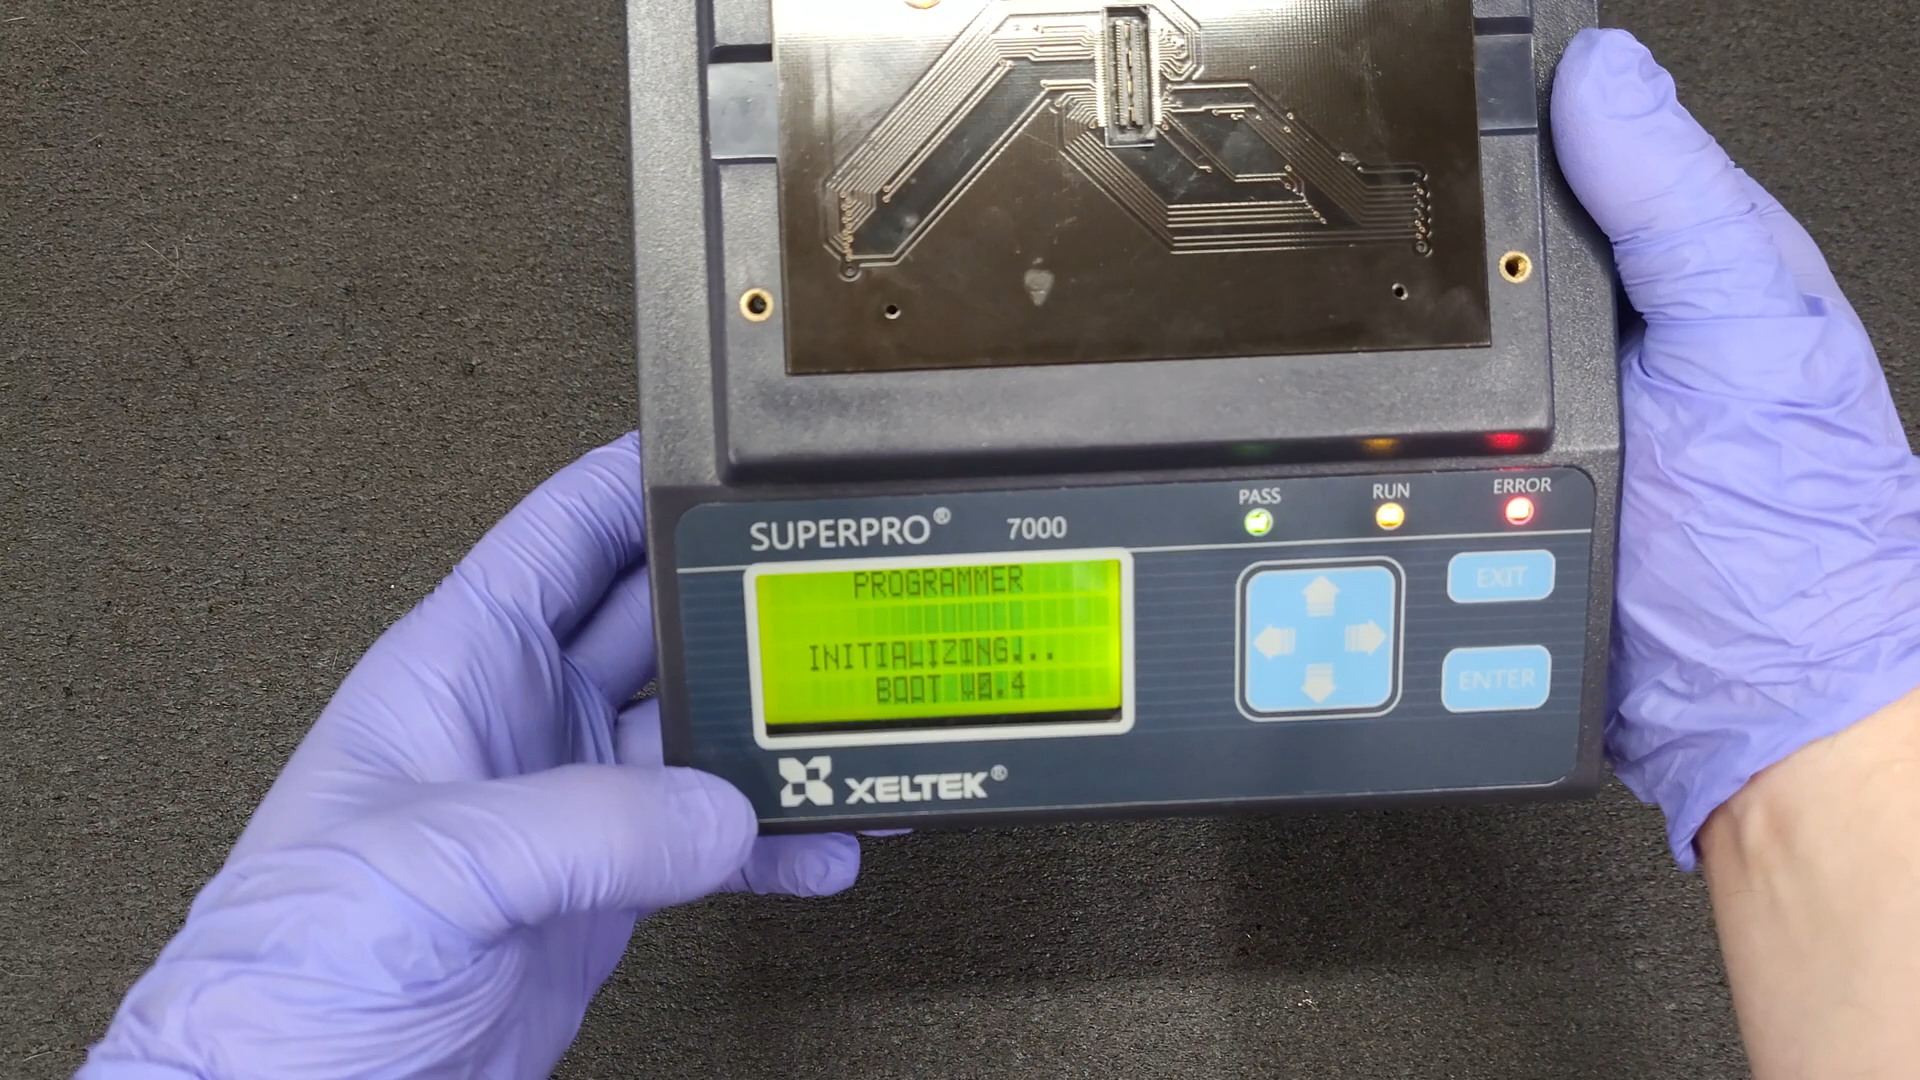 PASS RUN ERROR
SUPERPRO® 7000
PROGRAMMER
INITIALIZING...
BOOT V0.4
EXIT
ENTER
XELTEK®